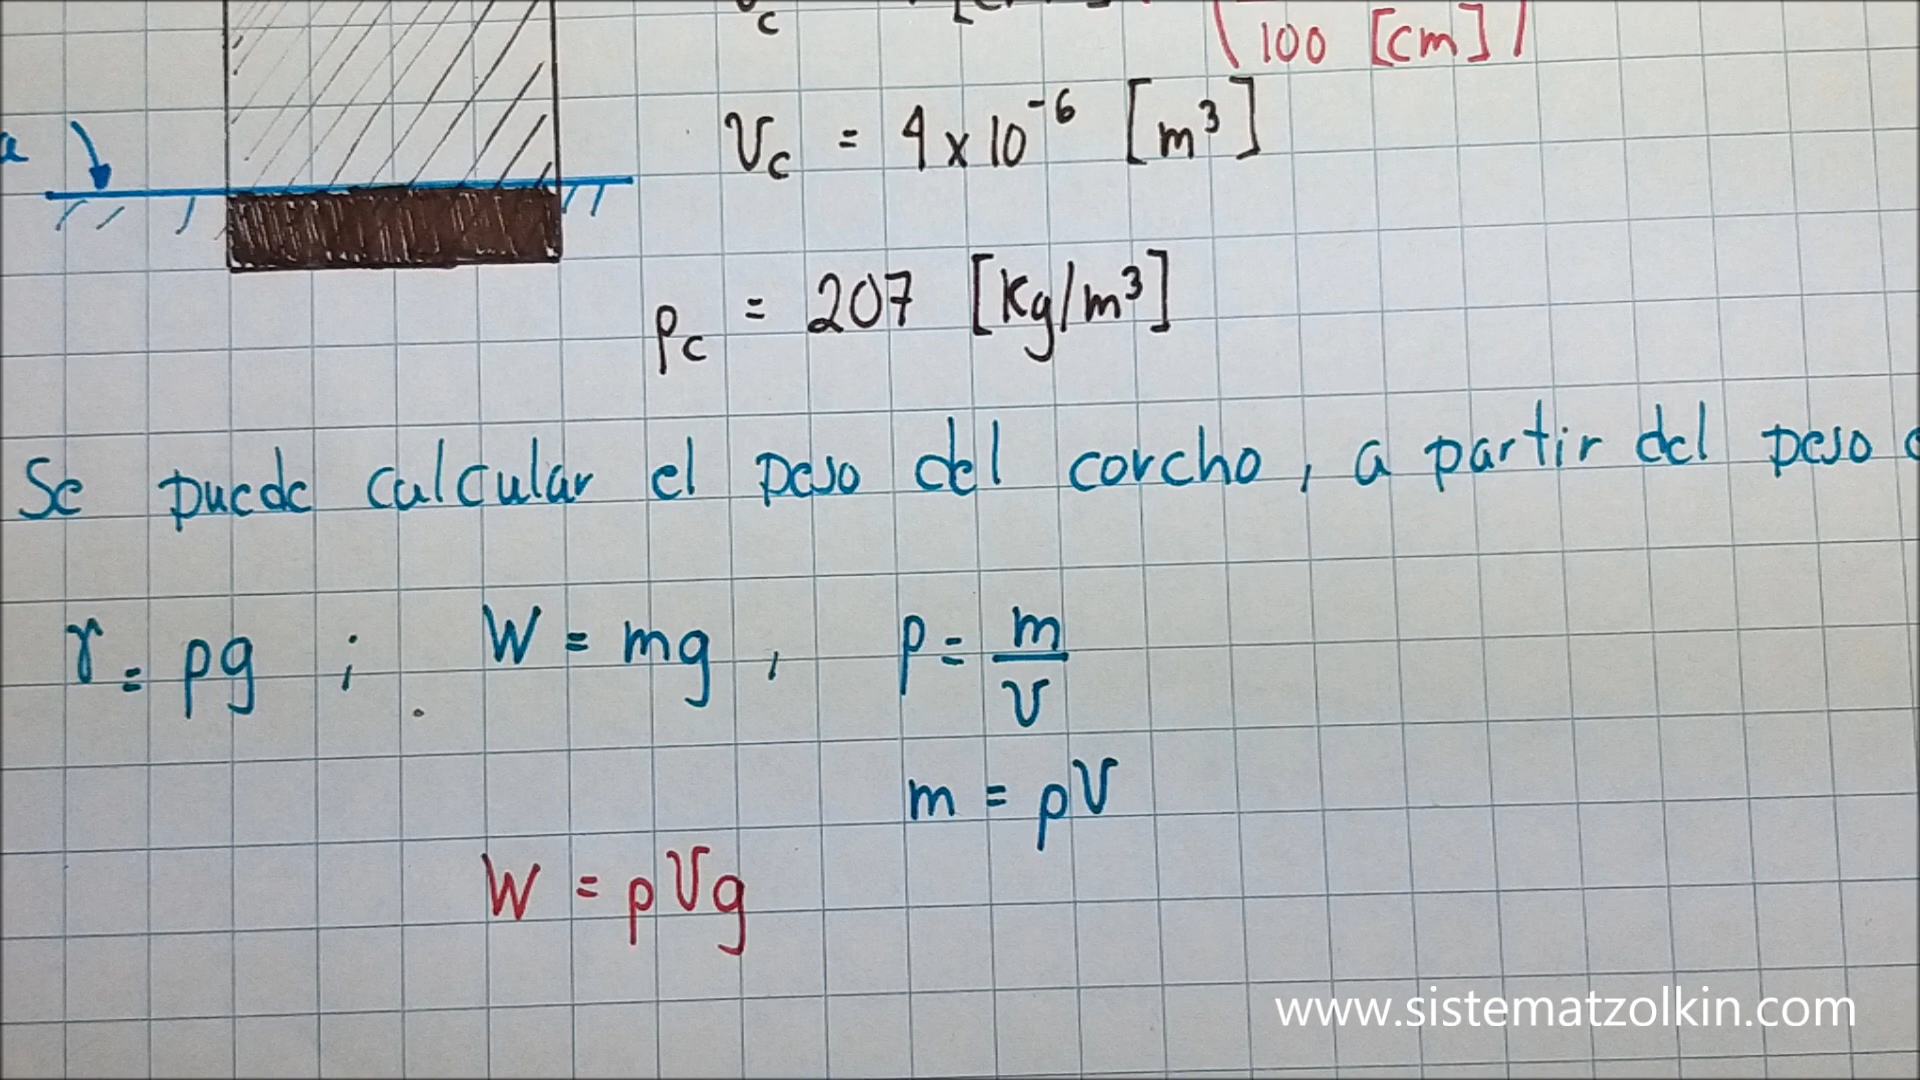 100 [cm]
Vc = 4 x 10⁻⁶ [m³]
ρc = 207 [Kg/m³]
Se puede calcular el peso del corcho, a partir del peso
γ = ρg ; W = mg , ρ = m/V
m = ρV
W = ρVg
www.sistematzolkin.com